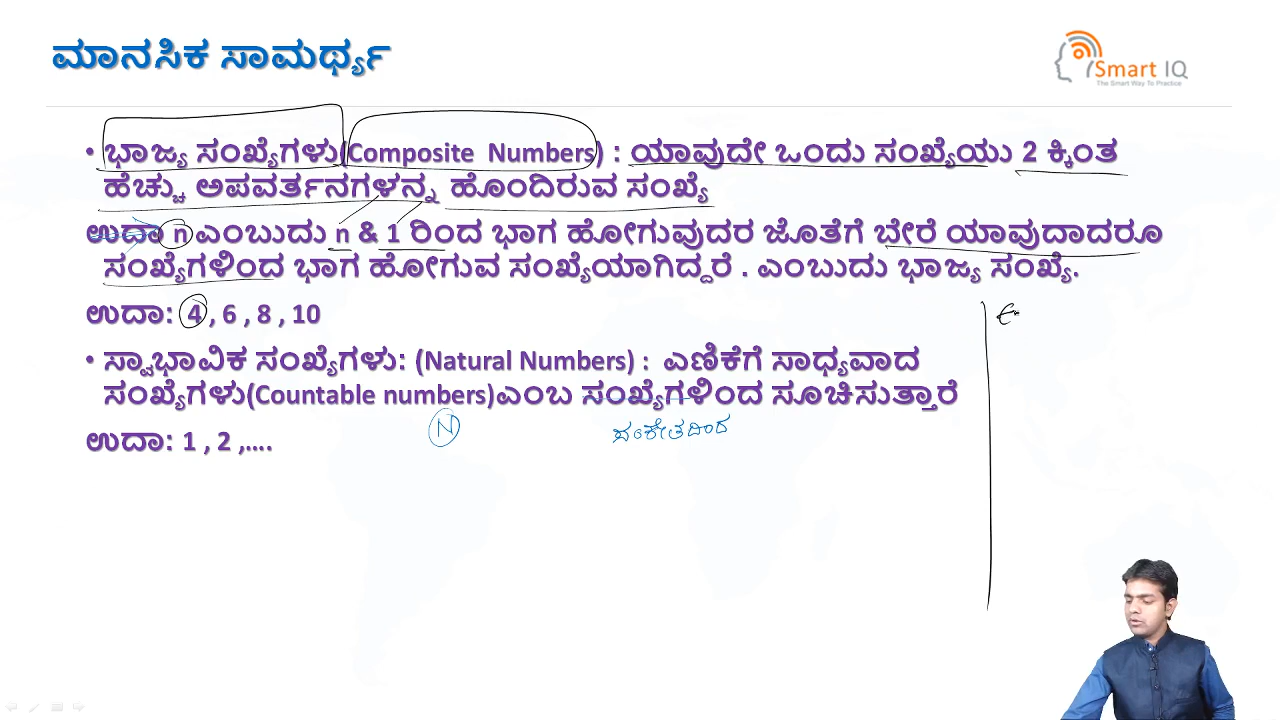 ಮಾನಸಿಕ ಸಾಮರ್ಥ್ಯ
Smart IQ
The Smart Way To Practice
• ಭಾಜ್ಯ ಸಂಖ್ಯೆಗಳು(Composite Numbers) : ಯಾವುದೇ ಒಂದು ಸಂಖ್ಯೆಯು 2 ಕ್ಕಿಂತ
ಹೆಚ್ಚು ಅಪವರ್ತನಗಳನ್ನ ಹೊಂದಿರುವ ಸಂಖ್ಯೆ
ಉದಾ n ಎಂಬುದು n & 1 ರಿಂದ ಭಾಗ ಹೋಗುವುದರ ಜೊತೆಗೆ ಬೇರೆ ಯಾವುದಾದರೂ
ಸಂಖ್ಯೆಗಳಿಂದ ಭಾಗ ಹೋಗುವ ಸಂಖ್ಯೆಯಾಗಿದ್ದರೆ . ಎಂಬುದು ಭಾಜ್ಯ ಸಂಖ್ಯೆ.
ಉದಾ: 4 , 6 , 8 , 10
• ಸ್ವಾಭಾವಿಕ ಸಂಖ್ಯೆಗಳು: (Natural Numbers) : ಎಣಿಕೆಗೆ ಸಾಧ್ಯವಾದ
ಸಂಖ್ಯೆಗಳು(Countable numbers)ಎಂಬ ಸಂಖ್ಯೆಗಳಿಂದ ಸೂಚಿಸುತ್ತಾರೆ
N ಸಂಕೇತದಿಂದ
ಉದಾ: 1 , 2 ,….